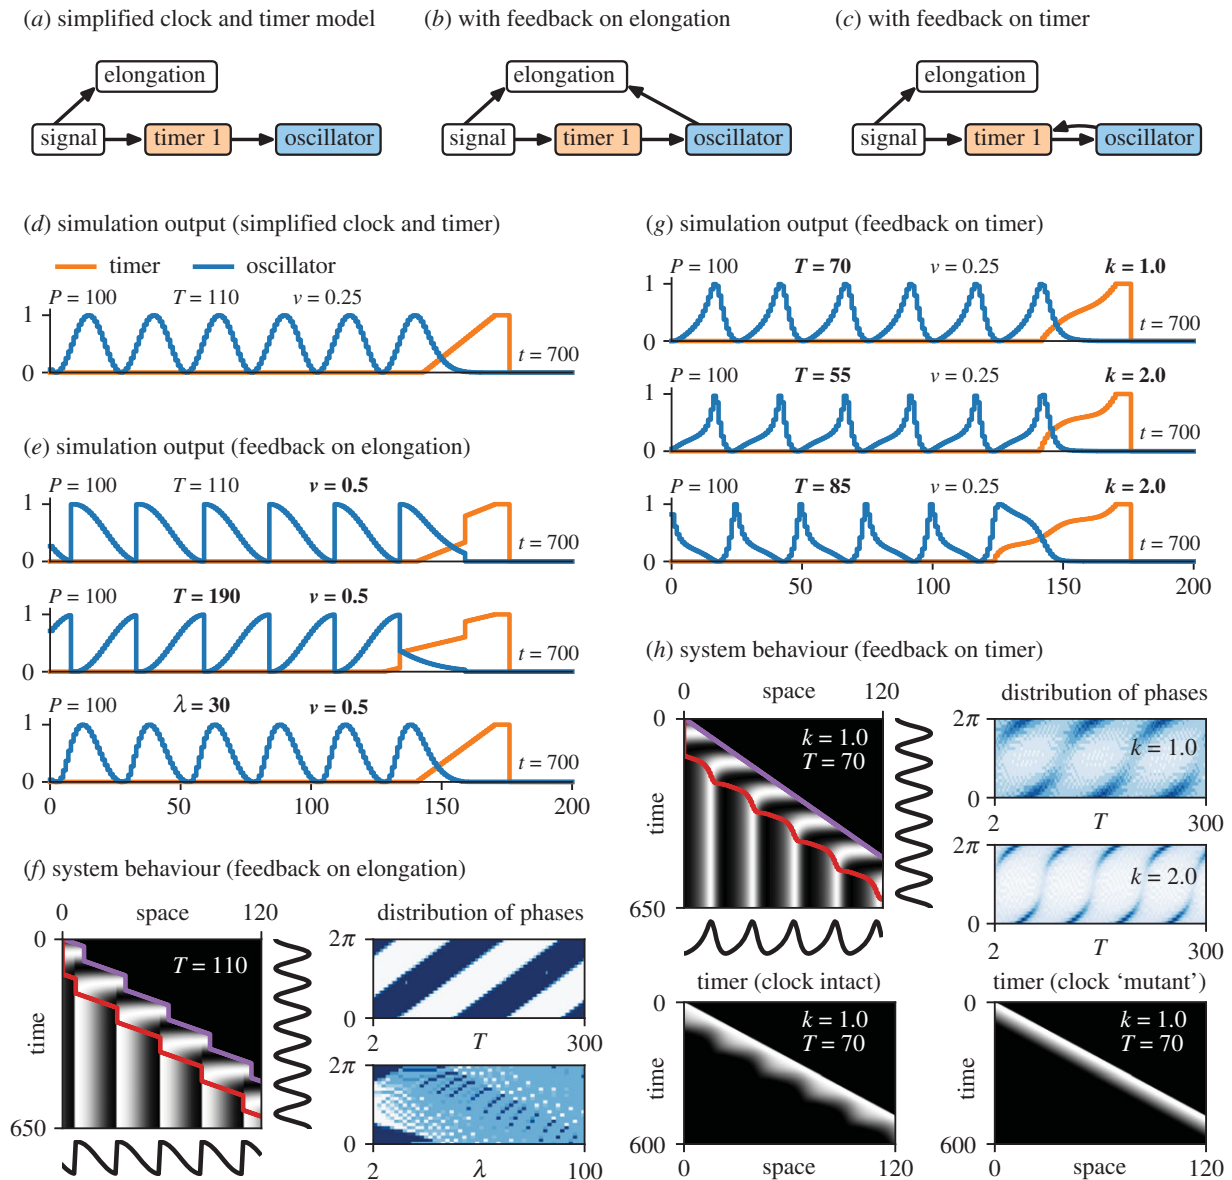 (a) simplified clock and timer model
elongation
signal
timer 1
oscillator
(b) with feedback on elongation
elongation
signal
timer 1
oscillator
(c) with feedback on timer
elongation
signal
timer 1
oscillator
(d) simulation output (simplified clock and timer)
timer oscillator
P = 100 T = 110 v = 0.25
1
0
t = 700
(e) simulation output (feedback on elongation)
P = 100 T = 110 v = 0.5
1
0
t = 700
P = 100 T = 190 v = 0.5
1
0
t = 700
P = 100 λ = 30 v = 0.5
1
0
t = 700
0 50 100 150 200
(f) system behaviour (feedback on elongation)
0 space 120
0
time
650
T = 110
distribution of phases
2π
0
2 T 300
2π
0
2 λ 100
(g) simulation output (feedback on timer)
P = 100 T = 70 v = 0.25 k = 1.0
1
0
t = 700
P = 100 T = 55 v = 0.25 k = 2.0
1
0
t = 700
P = 100 T = 85 v = 0.25 k = 2.0
1
0
t = 700
0 50 100 150 200
(h) system behaviour (feedback on timer)
0 space 120
0
time
650
k = 1.0
T = 70
distribution of phases
2π
0
k = 1.0
2 T 300
2π
0
k = 2.0
2 T 300
timer (clock intact)
0
time
600
k = 1.0
T = 70
0 space 120
timer (clock ‘mutant’)
0
time
600
k = 1.0
T = 70
0 space 120